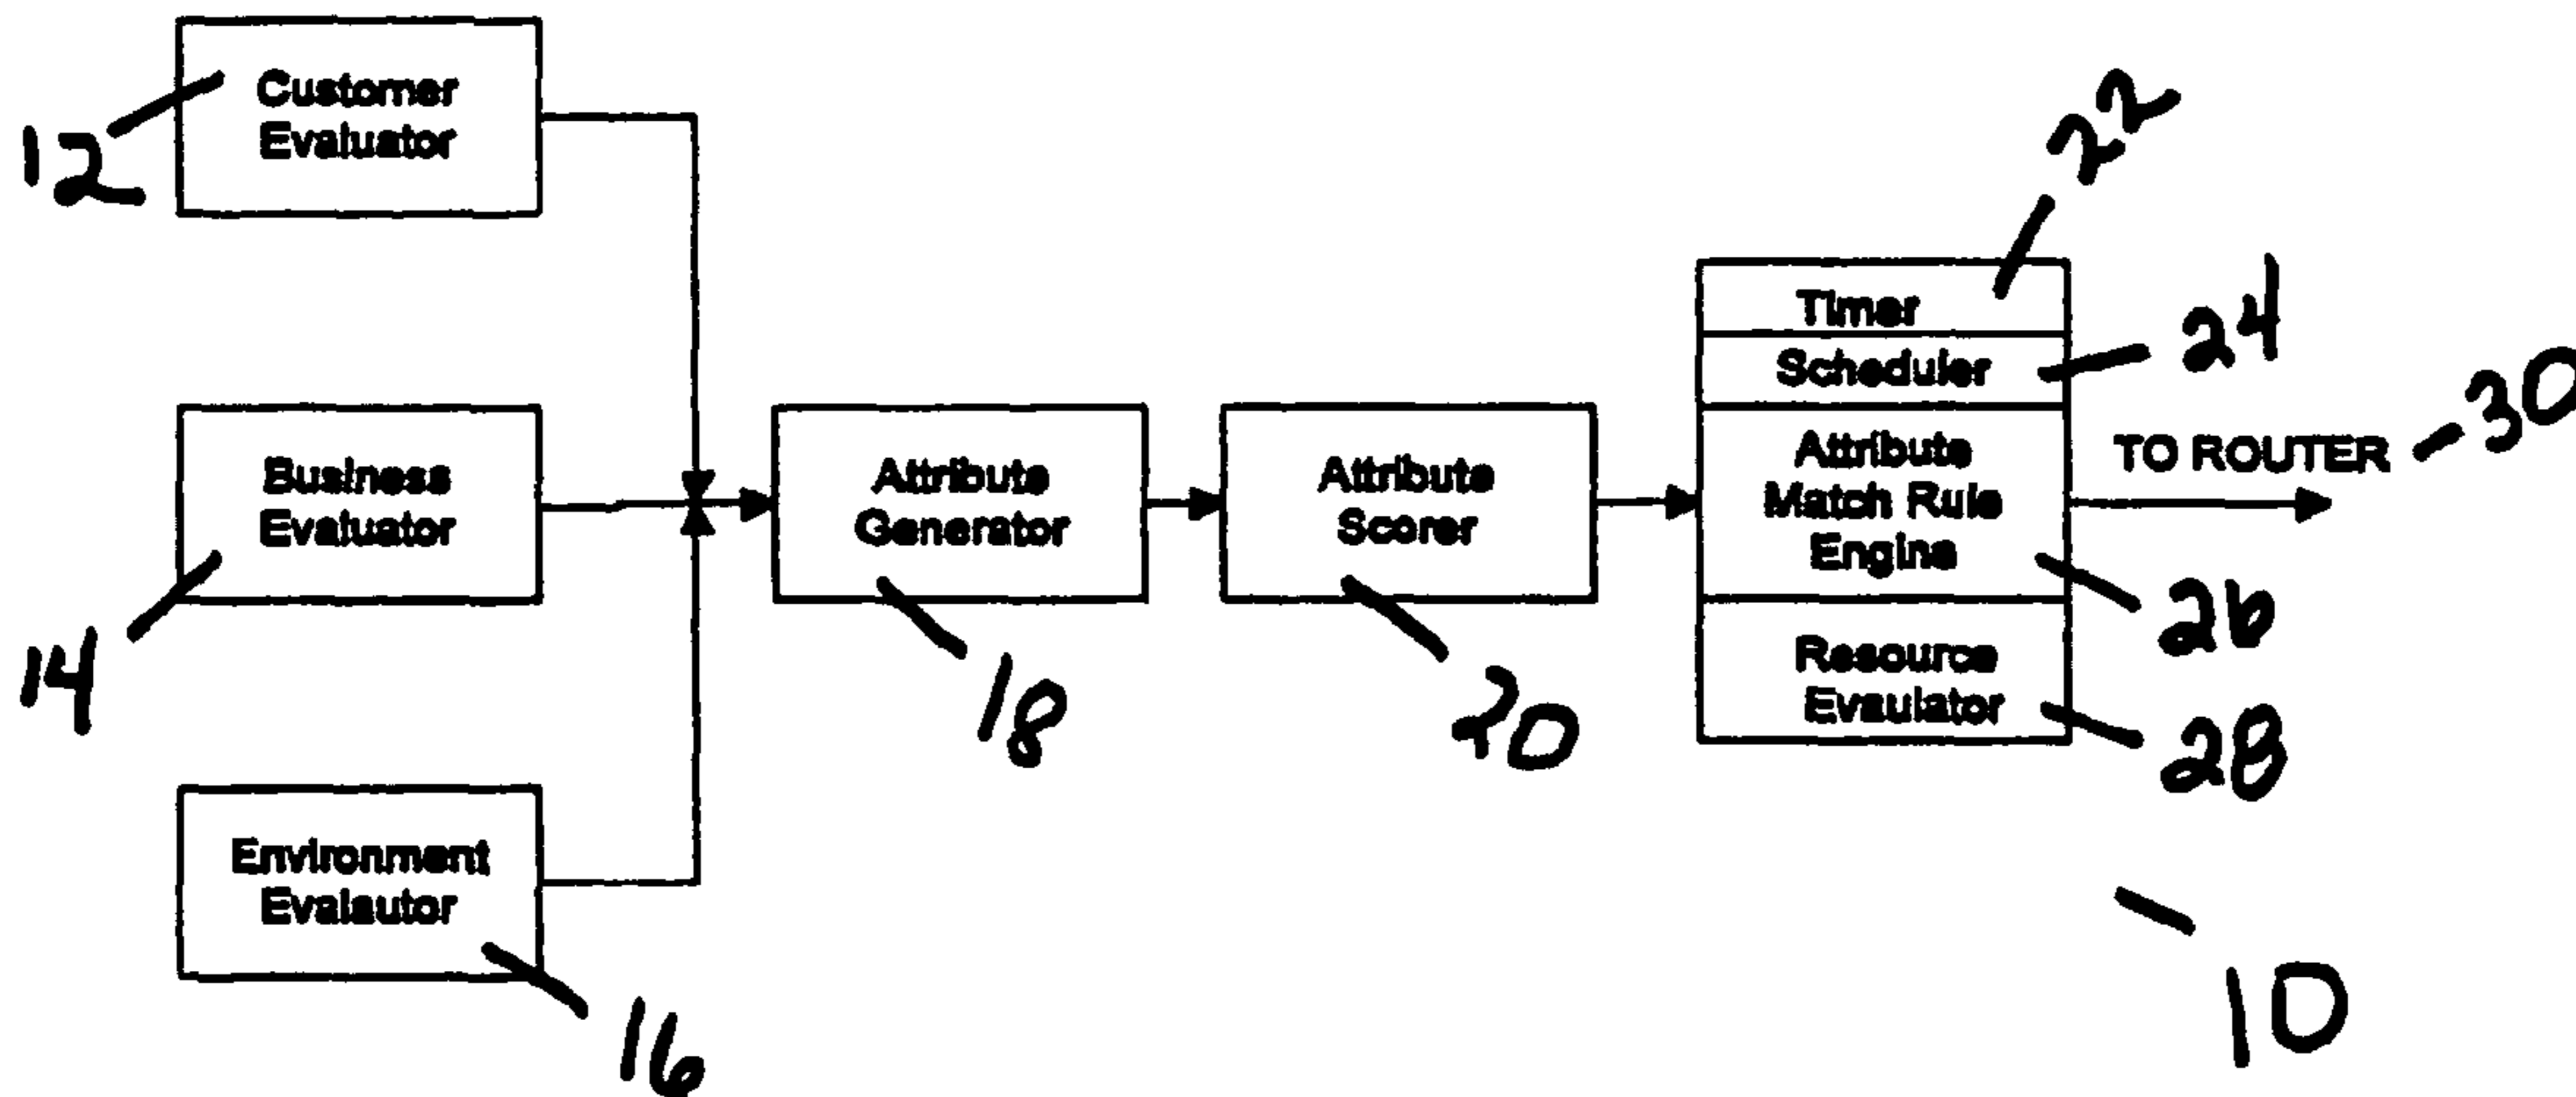 Customer
Evaluator
12
Business
Evaluator
14
Environment
Evalautor
16
Attribute
Generator
18
Attribute
Scorer
20
Timer
22
Scheduler
24
Attribute
Match Rule
Engine
26
Resource
Evaulator
28
TO ROUTER
30
10